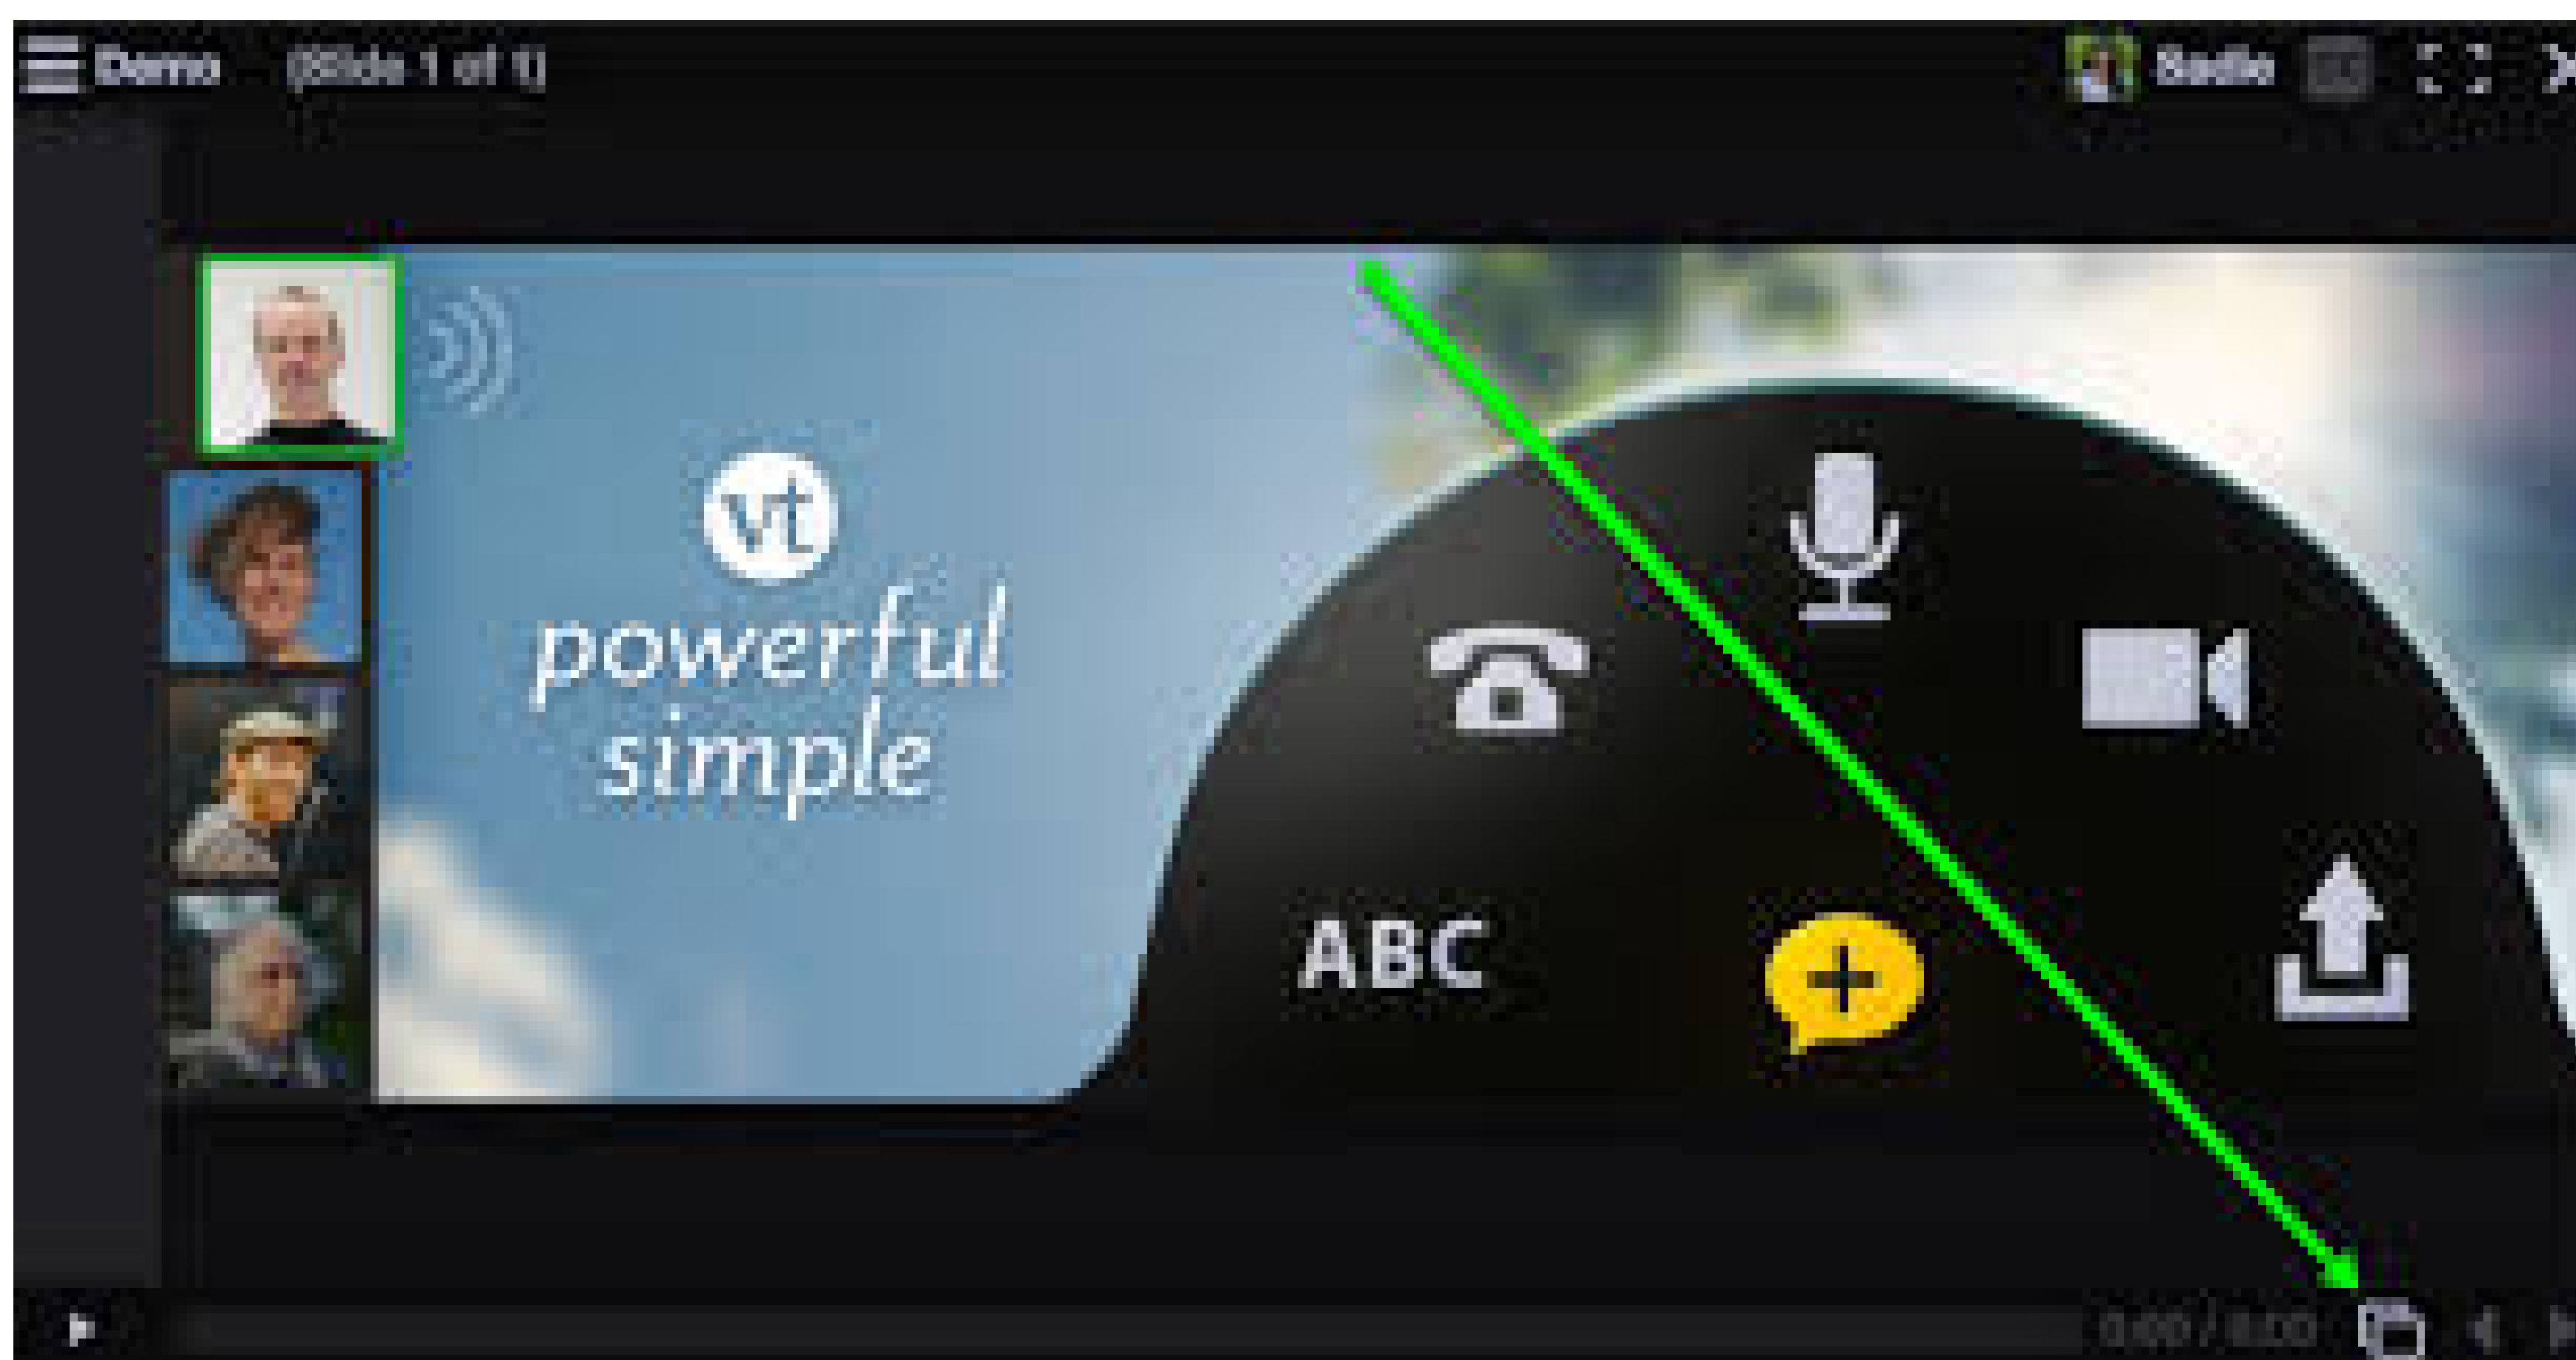 Demo (Slide 1 of 1)
Sadie
vt
powerful
simple
ABC